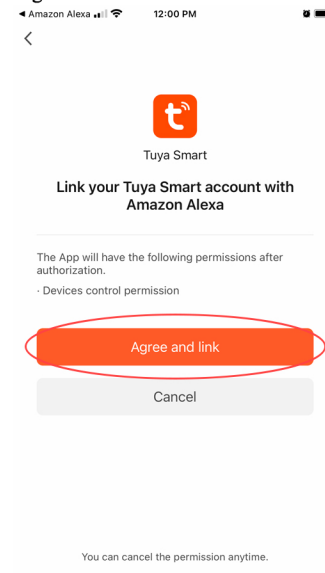 ◀ Amazon Alexa 12:00 PM
Tuya Smart
Link your Tuya Smart account with
Amazon Alexa
The App will have the following permissions after
authorization.
· Devices control permission
Agree and link
Cancel
You can cancel the permission anytime.